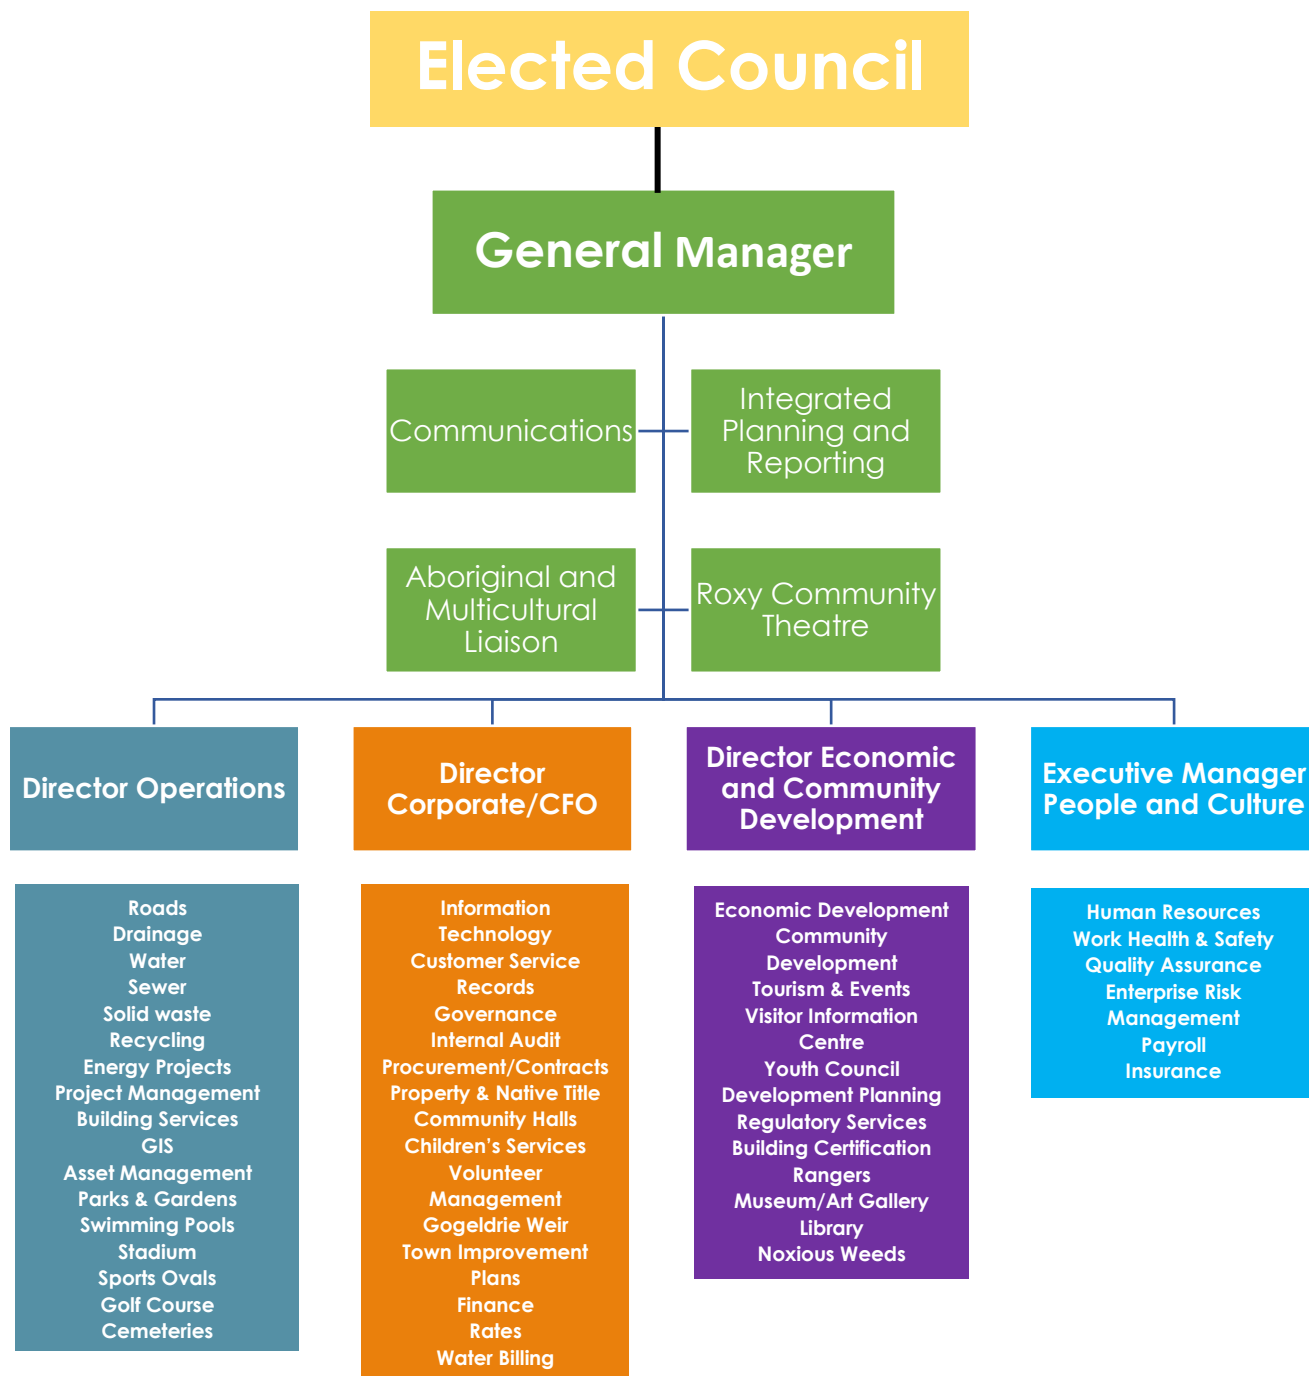 Elected Council
General Manager
Communications
Integrated
Planning and
Reporting
Aboriginal and
Multicultural
Liaison
Roxy Community
Theatre
Director Operations
Director
Corporate/CFO
Director Economic
and Community
Development
Executive Manager
People and Culture
Roads
Drainage
Water
Sewer
Solid waste
Recycling
Energy Projects
Project Management
Building Services
GIS
Asset Management
Parks & Gardens
Swimming Pools
Stadium
Sports Ovals
Golf Course
Cemeteries
Information
Technology
Customer Service
Records
Governance
Internal Audit
Procurement/Contracts
Property & Native Title
Community Halls
Children’s Services
Volunteer
Management
Gogeldrie Weir
Town Improvement
Plans
Finance
Rates
Water Billing
Economic Development
Community
Development
Tourism & Events
Visitor Information
Centre
Youth Council
Development Planning
Regulatory Services
Building Certification
Rangers
Museum/Art Gallery
Library
Noxious Weeds
Human Resources
Work Health & Safety
Quality Assurance
Enterprise Risk
Management
Payroll
Insurance